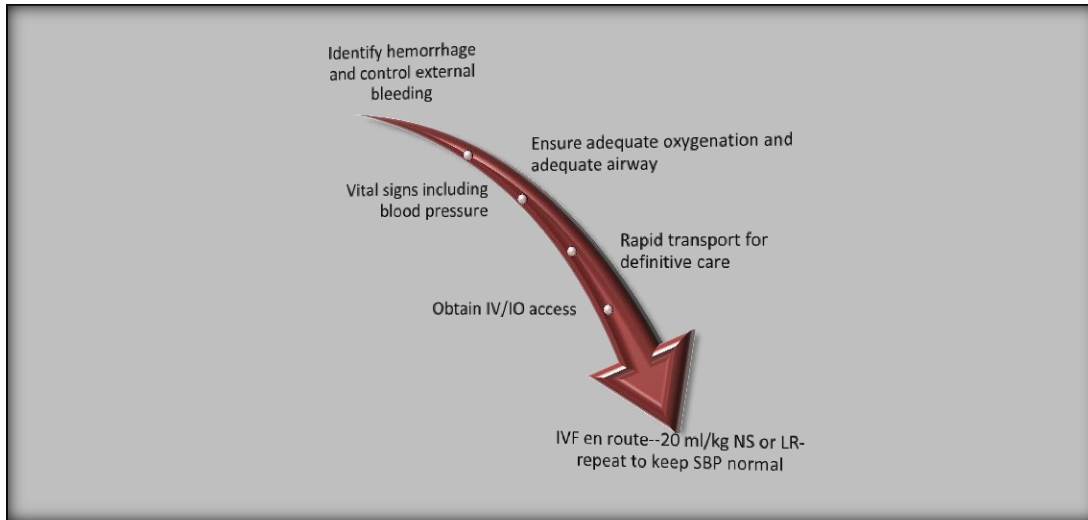 Identify hemorrhage
and control external
bleeding
Ensure adequate oxygenation and
adequate airway
Vital signs including
blood pressure
Rapid transport for
definitive care
Obtain IV/IO access
IVF en route--20 ml/kg NS or LR-
repeat to keep SBP normal